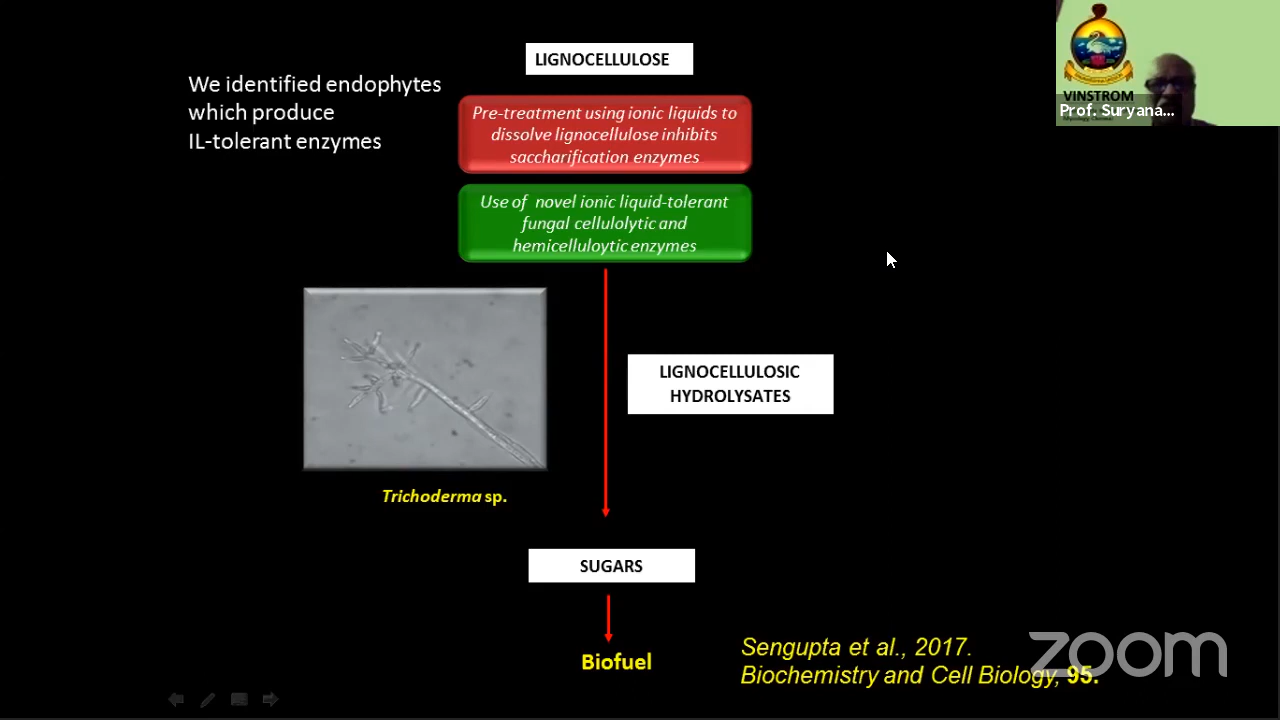 LIGNOCELLULOSE
We identified endophytes
which produce
IL-tolerant enzymes
Pre-treatment using ionic liquids to
dissolve lignocellulose inhibits
saccharification enzymes
Use of novel ionic liquid-tolerant
fungal cellulolytic and
hemicelluloytic enzymes
LIGNOCELLULOSIC
HYDROLYSATES
Trichoderma sp.
SUGARS
Biofuel
Sengupta et al., 2017.
Biochemistry and Cell Biology, 95.
VINSTROM
Prof. Suryana...
zoom